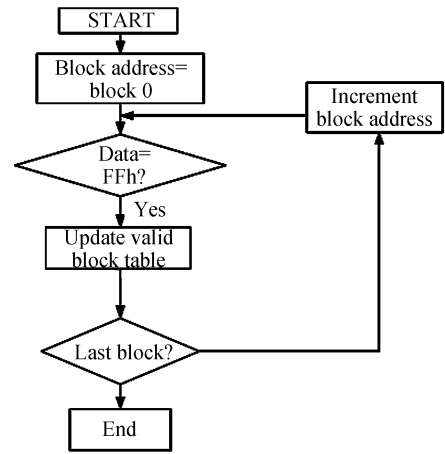 START
Block address=
block 0
Increment
block address
Data=
FFh?
Yes
Update valid
block table
Last block?
End